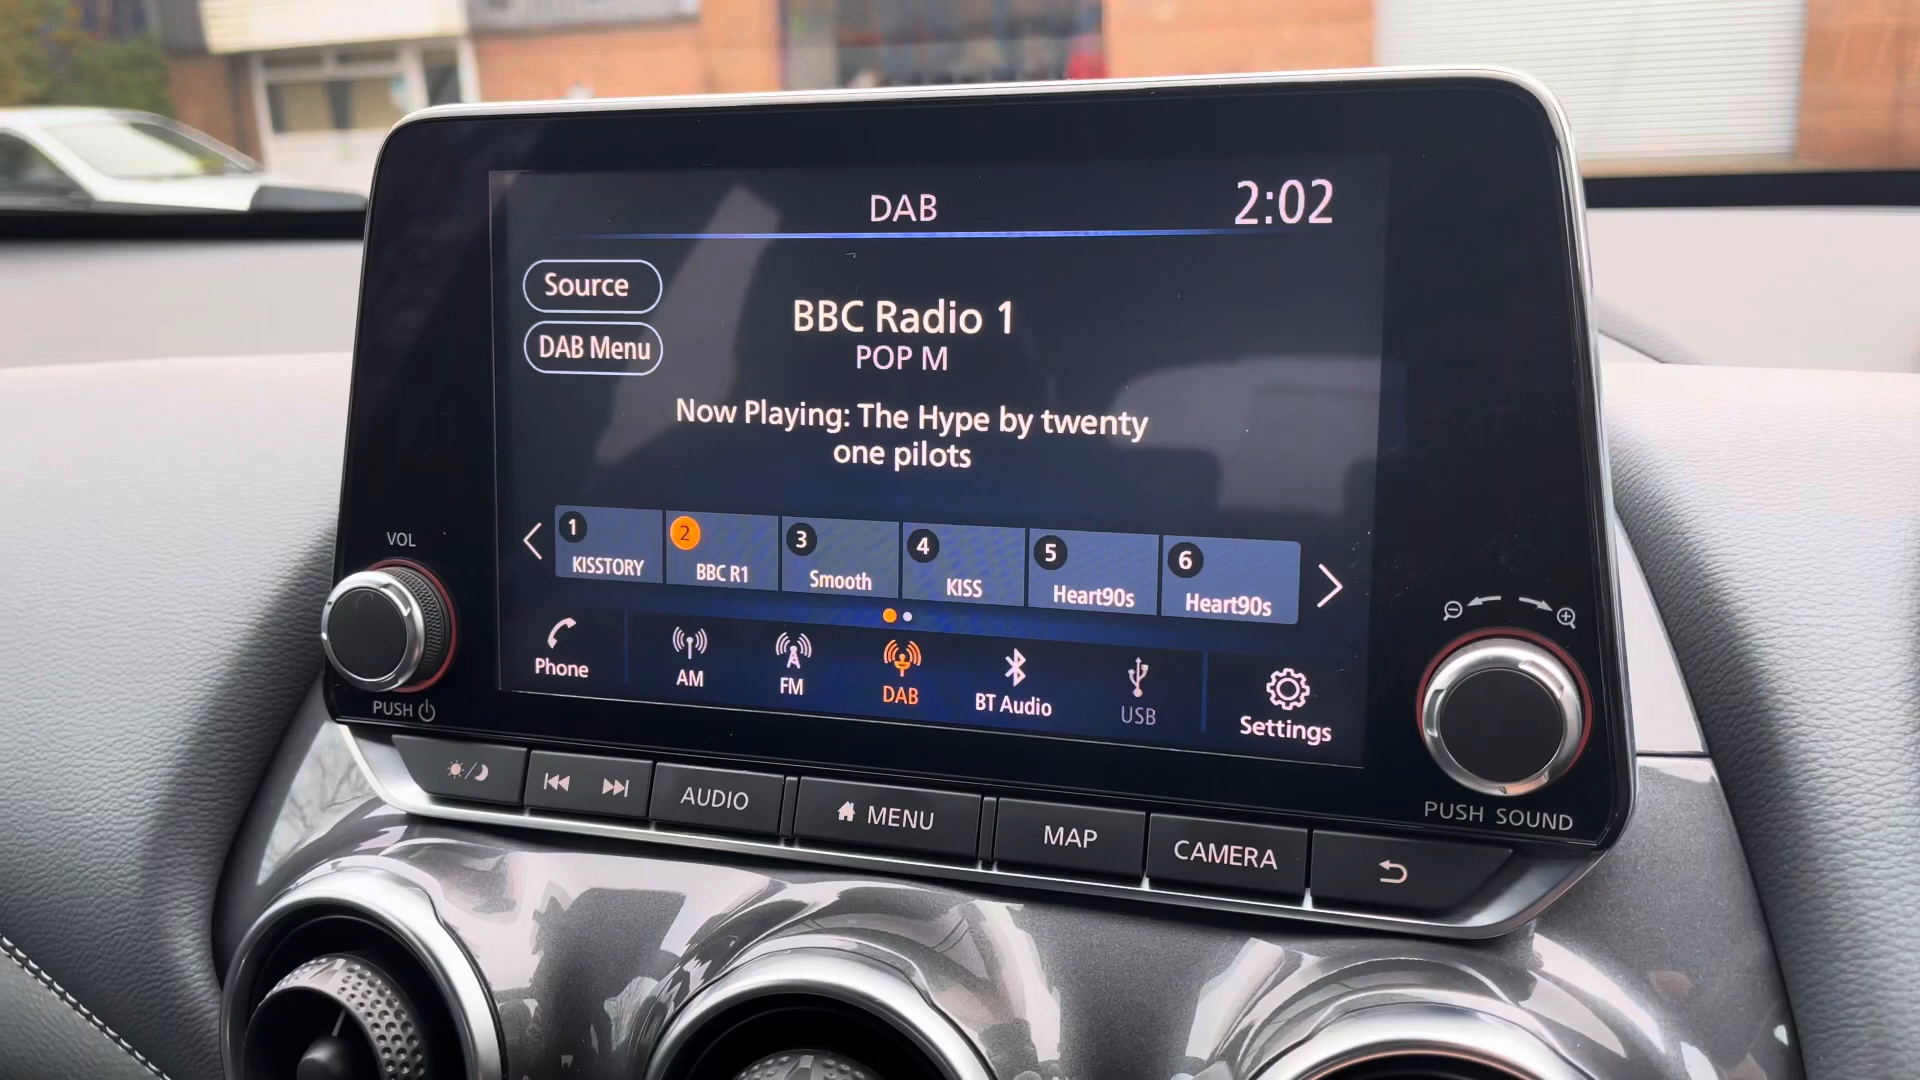 DAB
2:02
Source
DAB Menu
BBC Radio 1
POP M
Now Playing: The Hype by twenty
one pilots
1 KISSTORY
2 BBC R1
3 Smooth
4 KISS
5 Heart90s
6 Heart90s
Phone
AM
FM
DAB
BT Audio
USB
Settings
VOL
PUSH
PUSH SOUND
AUDIO
MENU
MAP
CAMERA